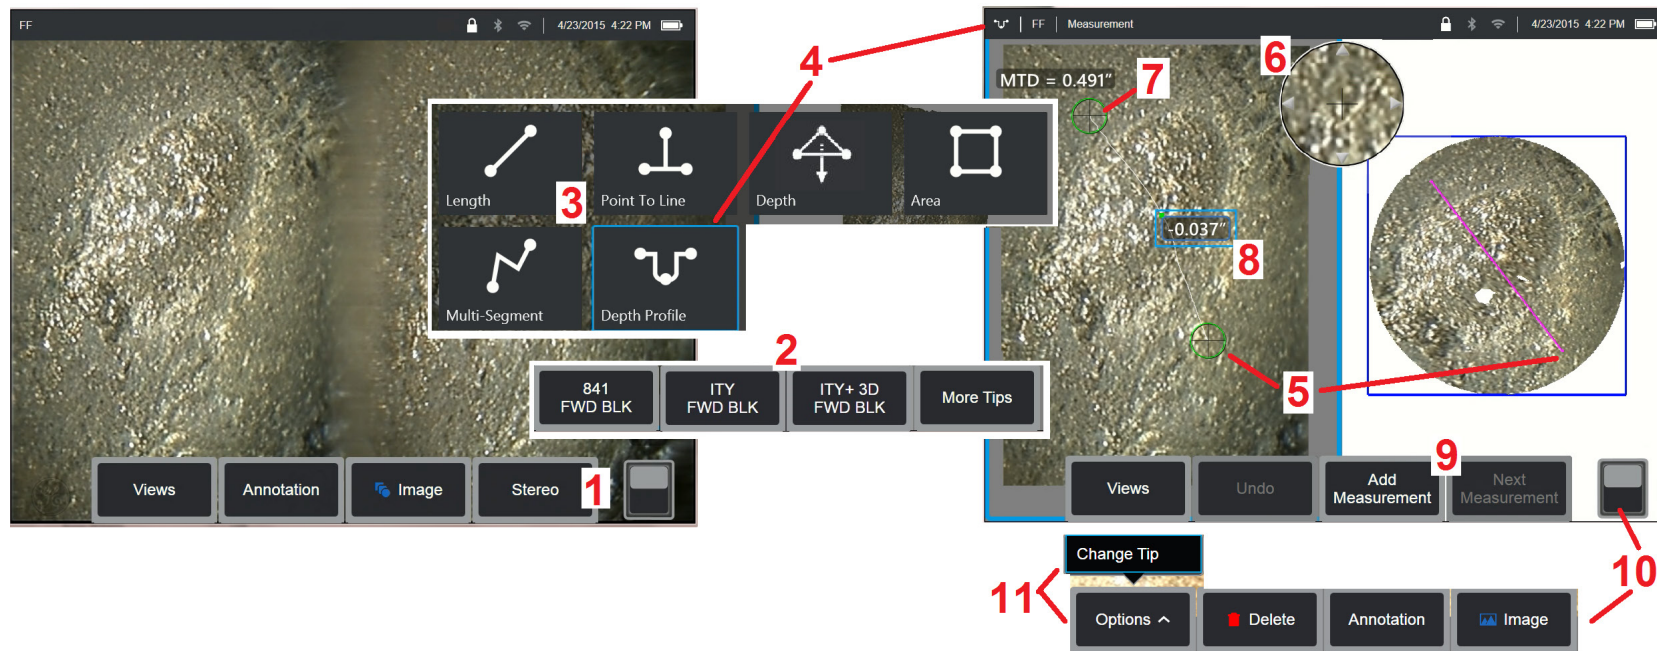 FF
4/23/2015 4:22 PM
FF
Measurement
4/23/2015 4:22 PM
4
6
7
MTD = 0.491"
Length
3
Point To Line
Depth
Area
-0.037"
8
Multi-Segment
Depth Profile
2
841
FWD BLK
ITY
FWD BLK
ITY+ 3D
FWD BLK
More Tips
5
Views
Annotation
Image
Stereo
1
9
Views
Undo
Add
Measurement
Next
Measurement
Change Tip
10
11
Options
Delete
Annotation
Image